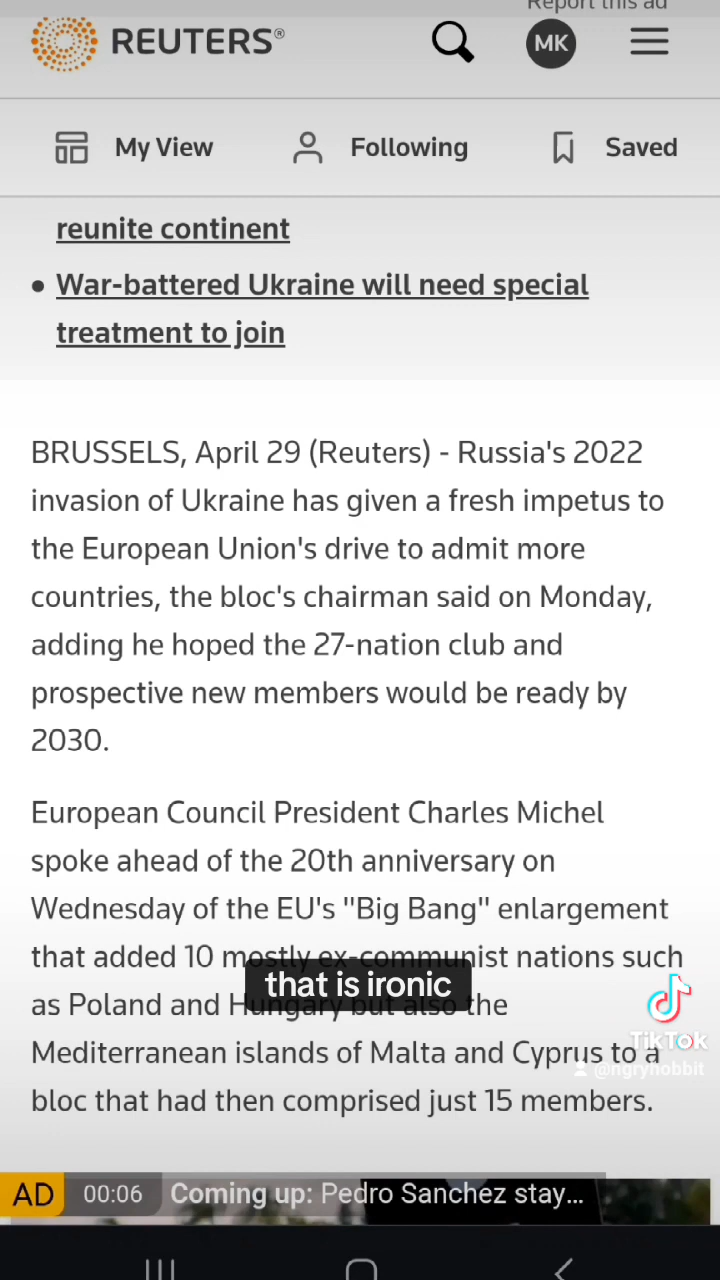 Report this ad
REUTERS®
MK
My View
Following
Saved
reunite continent
• War-battered Ukraine will need special
treatment to join
BRUSSELS, April 29 (Reuters) - Russia's 2022
invasion of Ukraine has given a fresh impetus to
the European Union's drive to admit more
countries, the bloc's chairman said on Monday,
adding he hoped the 27-nation club and
prospective new members would be ready by
2030.
European Council President Charles Michel
spoke ahead of the 20th anniversary on
Wednesday of the EU's "Big Bang" enlargement
that added 10 mostly ex-communist nations such
that is ironic
as Poland and Hungary but also the
Mediterranean islands of Malta and Cyprus to a
bloc that had then comprised just 15 members.
TikTok
@ngryhobbit
AD 00:06 Coming up: Pedro Sanchez stay...